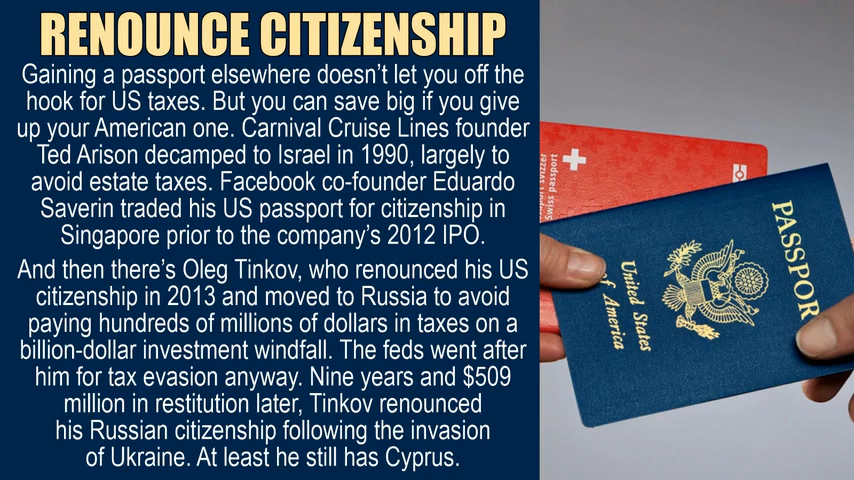 RENOUNCE CITIZENSHIP
Gaining a passport elsewhere doesn't let you off the
hook for US taxes. But you can save big if you give
up your American one. Carnival Cruise Lines founder
Ted Arison decamped to Israel in 1990, largely to
avoid estate taxes. Facebook co-founder Eduardo
Saverin traded his US passport for citizenship in
Singapore prior to the company's 2012 IPO.
And then there's Oleg Tinkov, who renounced his US
citizenship in 2013 and moved to Russia to avoid
paying hundreds of millions of dollars in taxes on a
billion-dollar investment windfall. The feds went after
him for tax evasion anyway. Nine years and $509
million in restitution later, Tinkov renounced
his Russian citizenship following the invasion
of Ukraine. At least he still has Cyprus.
svizzer
Swiss passport
PASSPOR
United States
of America